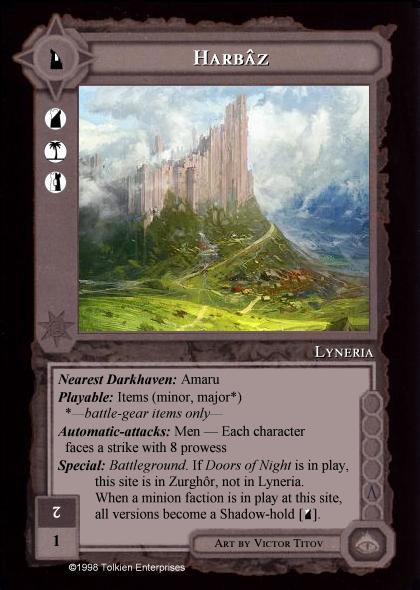 HARBÂZ
LYNERIA
Nearest Darkhaven: Amaru
Playable: Items (minor, major*)
*—battle-gear items only—
Automatic-attacks: Men — Each character
faces a strike with 8 prowess
Special: Battleground. If Doors of Night is in play,
this site is in Zurghôr, not in Lyneria.
When a minion faction is in play at this site,
all versions become a Shadow-hold [].
2
1
ART BY VICTOR TITOV
©1998 Tolkien Enterprises